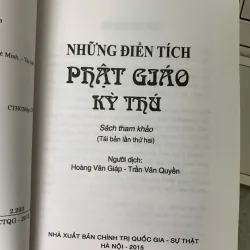 NHỮNG ĐIỂN TÍCH
PHẬT GIÁO
KỲ THÚ
Sách tham khảo
(Tái bản lần thứ hai)
Người dịch:
Hoàng Văn Giáp - Trần Văn Quyền
NHÀ XUẤT BẢN CHÍNH TRỊ QUỐC GIA - SỰ THẬT
HÀ NỘI - 2015